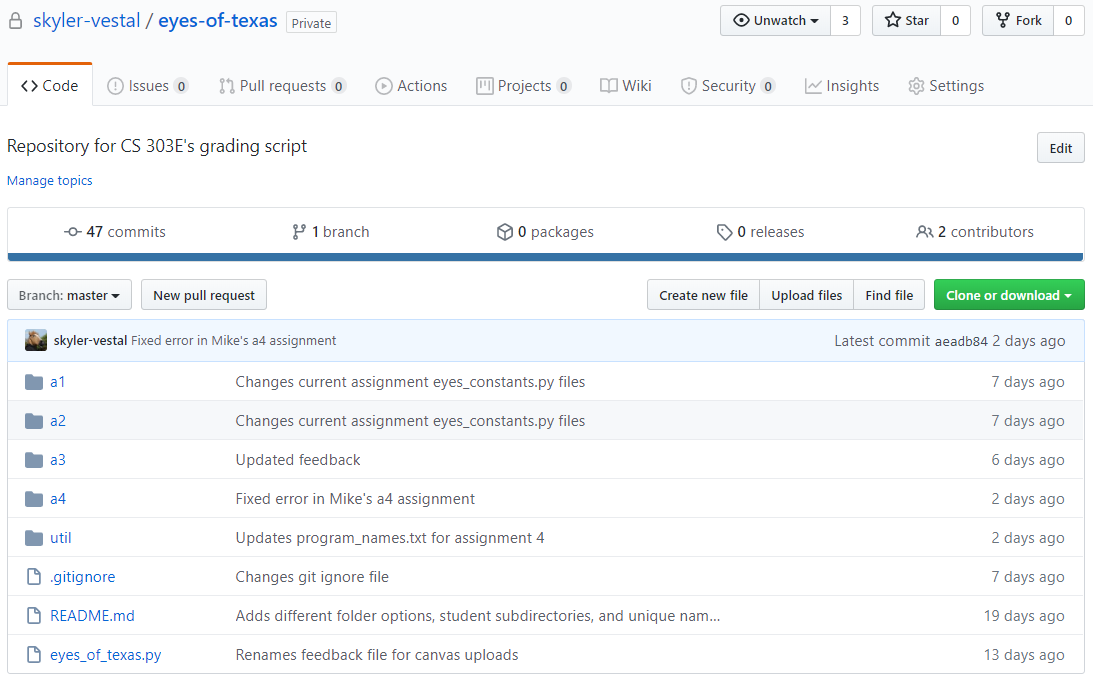 skyler-vestal / eyes-of-texas Private Unwatch 3 Star 0 Fork 0
Code Issues 0 Pull requests 0 Actions Projects 0 Wiki Security 0 Insights Settings
Repository for CS 303E's grading script Edit
Manage topics
47 commits 1 branch 0 packages 0 releases 2 contributors
Branch: master New pull request Create new file Upload files Find file Clone or download
skyler-vestal Fixed error in Mike's a4 assignment Latest commit aeadb84 2 days ago
a1 Changes current assignment eyes_constants.py files 7 days ago
a2 Changes current assignment eyes_constants.py files 7 days ago
a3 Updated feedback 6 days ago
a4 Fixed error in Mike's a4 assignment 2 days ago
util Updates program_names.txt for assignment 4 2 days ago
.gitignore Changes git ignore file 7 days ago
README.md Adds different folder options, student subdirectories, and unique nam... 19 days ago
eyes_of_texas.py Renames feedback file for canvas uploads 13 days ago